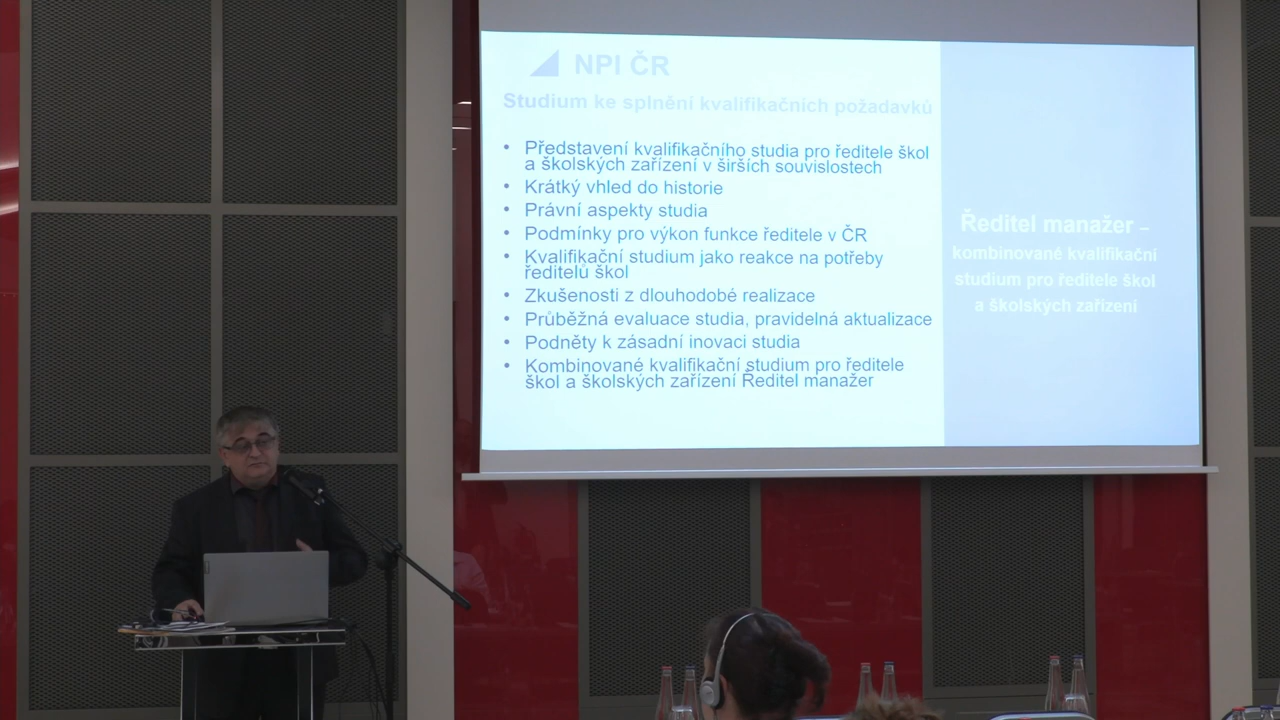 NPI ČR
Studium ke splnění kvalifikačních požadavků
• Představení kvalifikačního studia pro ředitele škol
a školských zařízení v širších souvislostech
• Krátký vhled do historie
• Právní aspekty studia
• Podmínky pro výkon funkce ředitele v ČR
• Kvalifikační studium jako reakce na potřeby
ředitelů škol
• Zkušenosti z dlouhodobé realizace
• Průběžná evaluace studia, pravidelná aktualizace
• Podněty k zásadní inovaci studia
• Kombinované kvalifikační studium pro ředitele
škol a školských zařízení Ředitel manažer
Ředitel manažer –
kombinované kvalifikační
studium pro ředitele škol
a školských zařízení